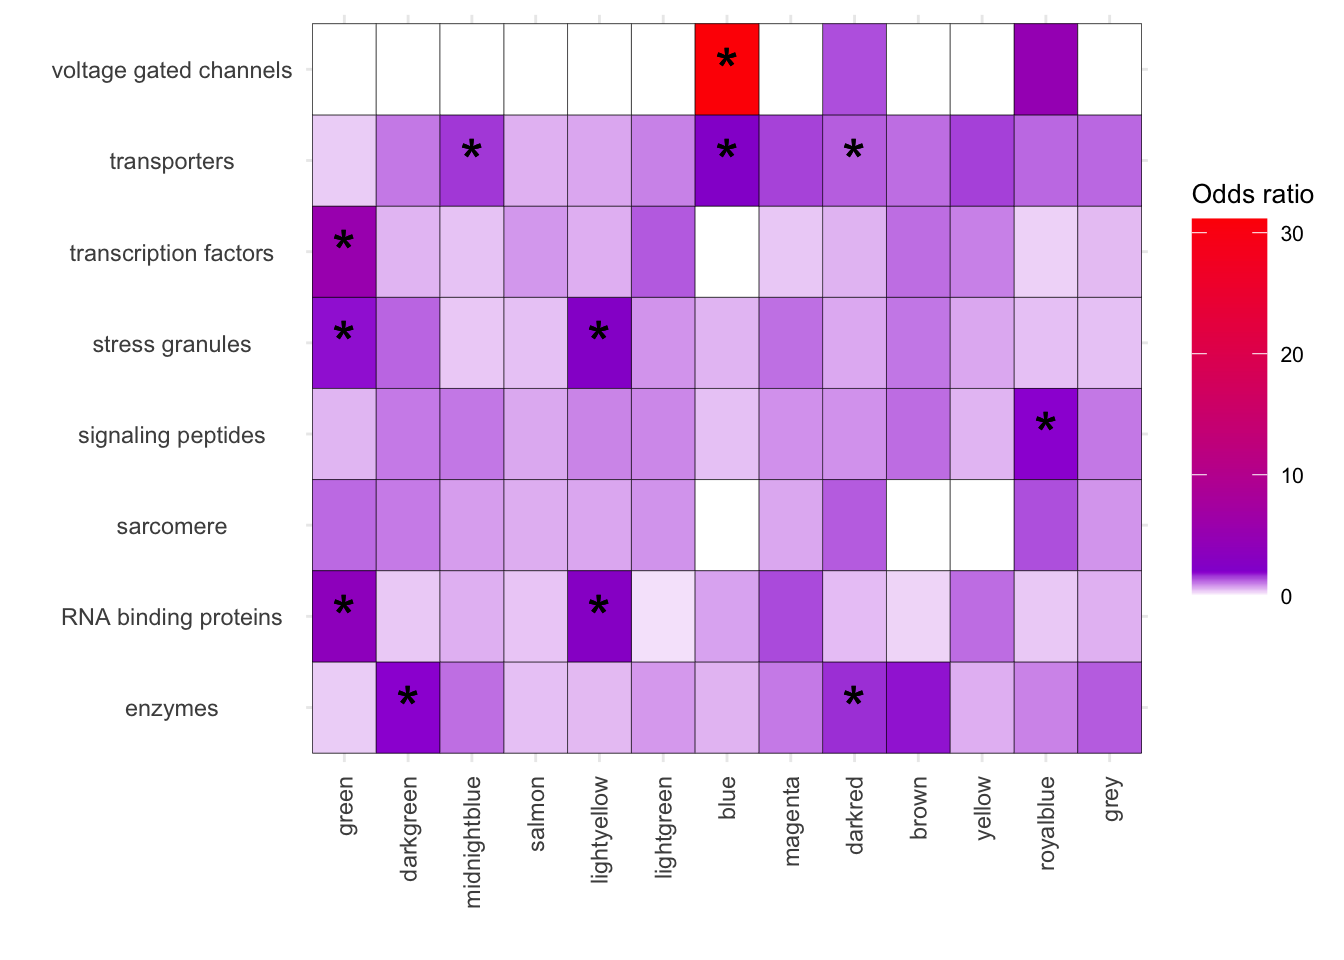 voltage gated channels
*
transporters
* * *
transcription factors
*
stress granules
* *
signaling peptides
*
sarcomere
RNA binding proteins
* *
enzymes
* *
green
darkgreen
midnightblue
salmon
lightyellow
lightgreen
blue
magenta
darkred
brown
yellow
royalblue
grey
Odds ratio
30
20
10
0